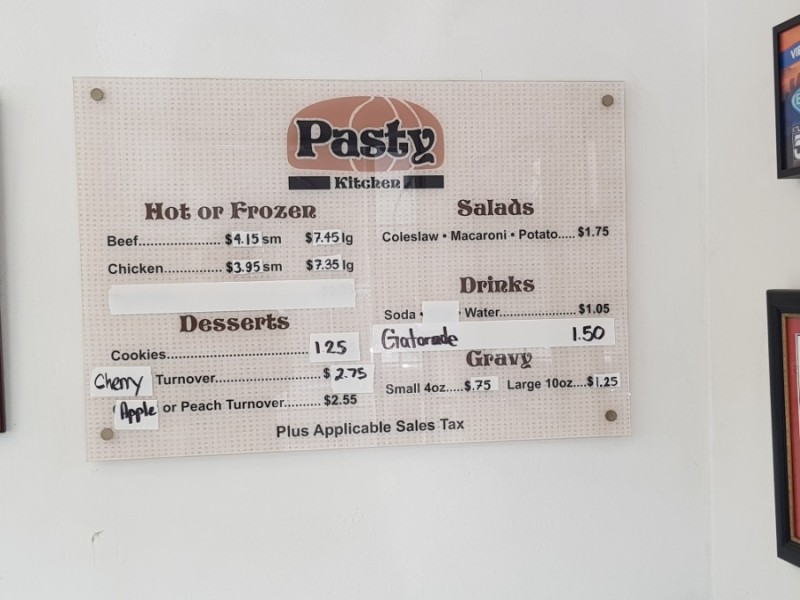 Pasty
Kitchen
Hot or Frozen
Beef..................... $4.15 sm $7.45 lg
Chicken............... $3.95 sm $7.35 lg
Desserts
Cookies.................................... 1.25
Cherry Turnover........................... $ 2.75
Apple or Peach Turnover.......... $2.55
Salads
Coleslaw • Macaroni • Potato..... $1.75
Drinks
Soda • • Water.................... $1.05
Gatorade 1.50
Gravy
Small 4oz.....$.75 Large 10oz....$1.25
Plus Applicable Sales Tax